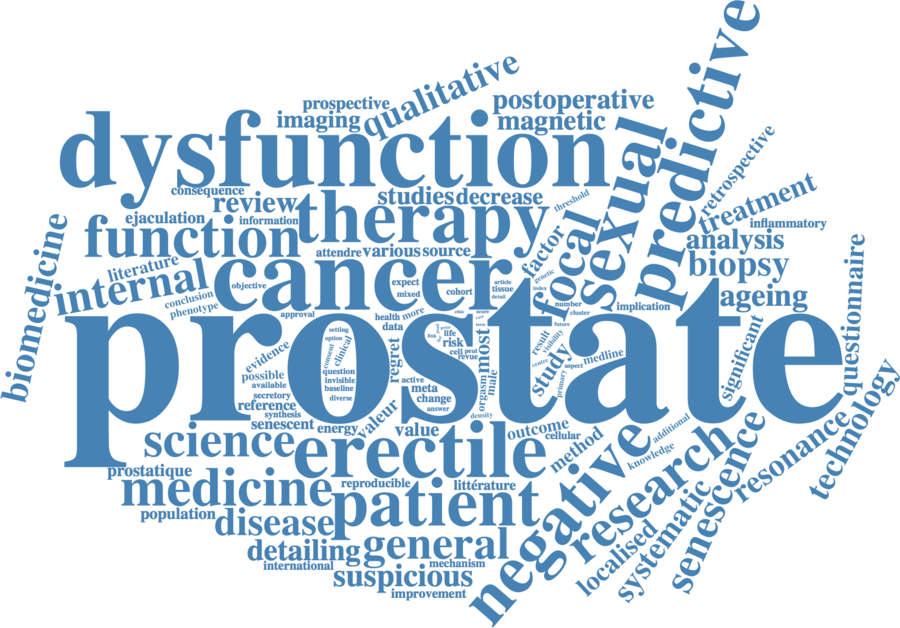 predictive
prospective
qualitative
imaging
postoperative
magnetic
dysfunction
sexual
retrospective
consequence
review
studies
decrease
threshold
treatment
inflammatory
ejaculation
information
therapy
function
attendre
various
source
factor
focal
analysis
biopsy
biomedicine
literature
internal
objective
cancer
expect
mixed
cohort
article
tissue
detail
genetic
index
number
cluster
implication
ageing
questionnaire
conclusion
phenotype
approval
health
more
data
prostate
setting
option
consent
clinical
question
invisible
baseline
diverse
regret
life
risk
cell
revue
most
active
meta
change
answer
orgasm
male
density
result
visibility
future
centre
aspect
primary
study
medline
significant
evidence
possible
available
secretory
reference
synthesis
senescent
energy
valeur
value
outcome
cellular
method
additional
knowledge
science
erectile
negative
research
resonance
technology
prostatique
medicine
reproducible
littérature
patient
population
disease
senescence
systematic
localised
detailing
general
international
mechanism
suspicious
improvement